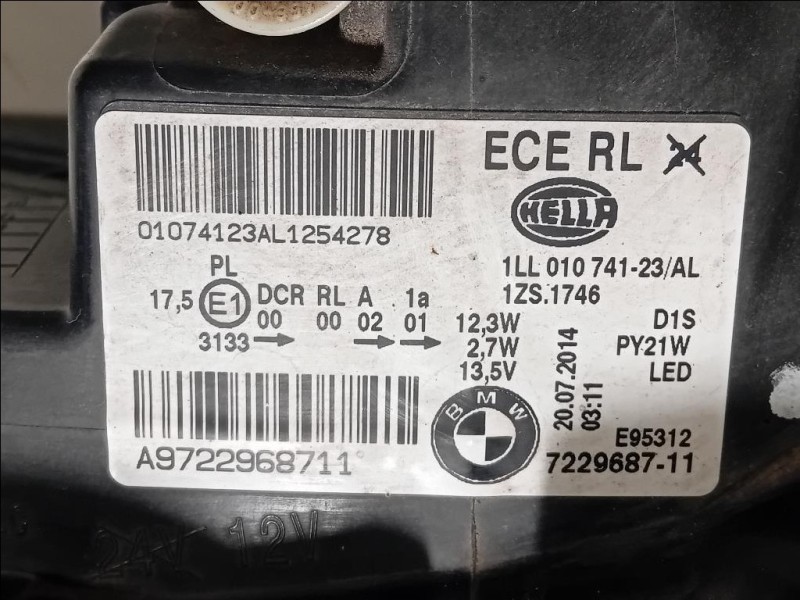 ECE RL 24
HELLA
01074123AL1254278
1LL 010 741-23/AL
1ZS.1746
PL
17,5 E1 DCR RL A 1a
00 00 02 01
3133
12,3W D1S
2,7W PY21W
13,5V LED
20.07.2014
03:11
BMW
E95312
A9722968711
7229687-11
24V 12V